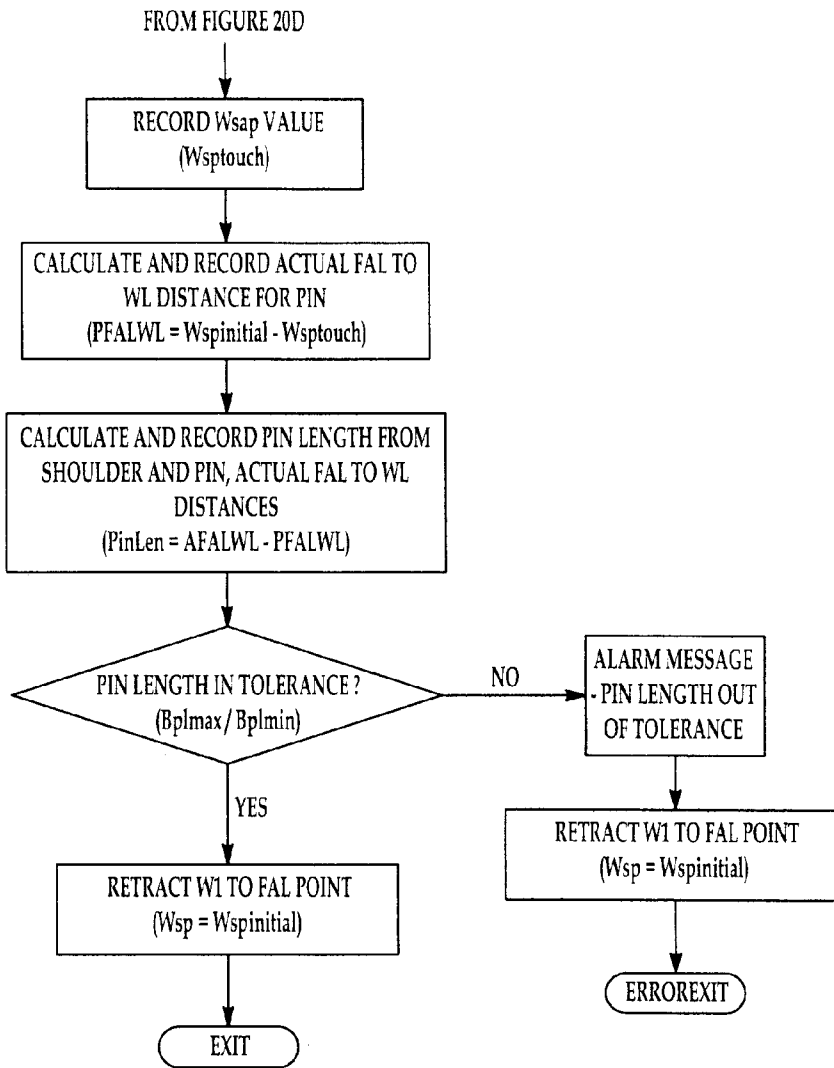 FROM FIGURE 20D
RECORD Wsap VALUE
(Wsptouch)
CALCULATE AND RECORD ACTUAL FAL TO
WL DISTANCE FOR PIN
(PFALWL = Wspinitial - Wsptouch)
CALCULATE AND RECORD PIN LENGTH FROM
SHOULDER AND PIN, ACTUAL FAL TO WL
DISTANCES
(PinLen = AFALWL - PFALWL)
PIN LENGTH IN TOLERANCE ?
(Bplmax/ Bplmin)
NO
ALARM MESSAGE
- PIN LENGTH OUT
OF TOLERANCE
YES
RETRACT W1 TO FAL POINT
(Wsp = Wspinitial)
RETRACT W1 TO FAL POINT
(Wsp = Wspinitial)
ERROREXIT
EXIT